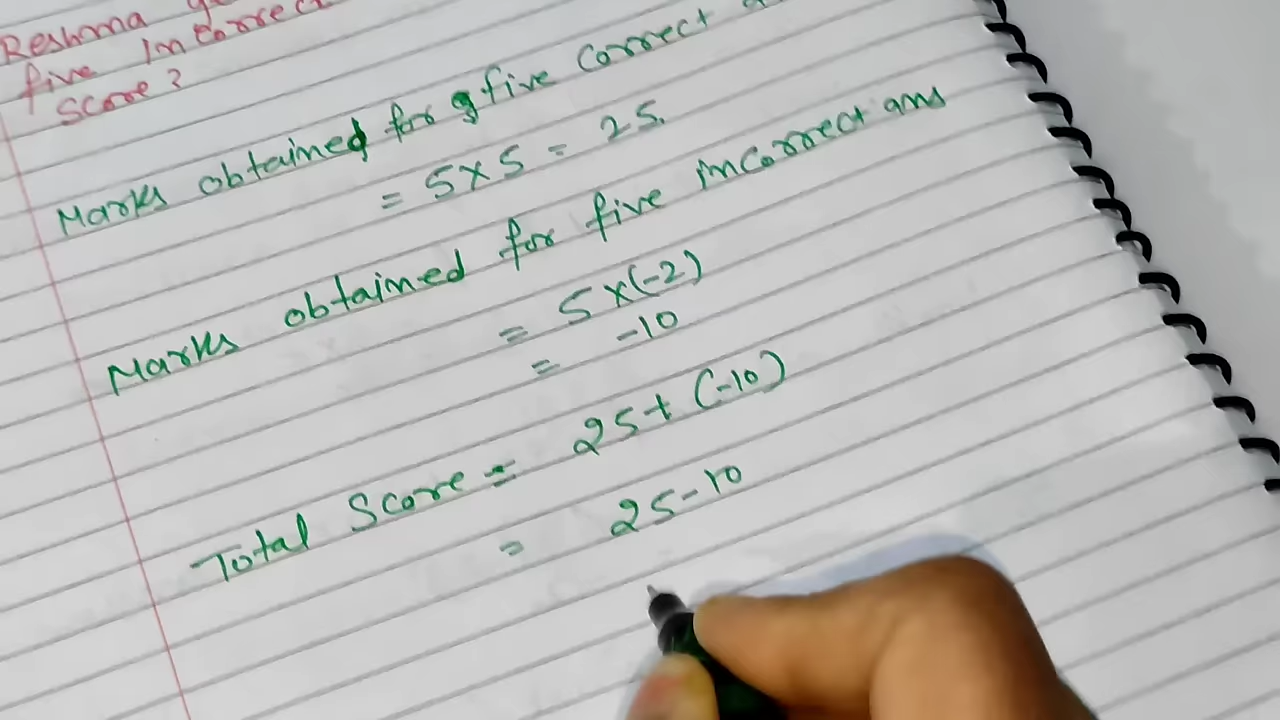 Reshma
five incorrect
Score?
Marks obtained for five correct
= 5×5 = 25.
Marks obtained for five incorrect ans
= 5×(-2)
= -10
Total Score = 25+(-10)
= 25-10